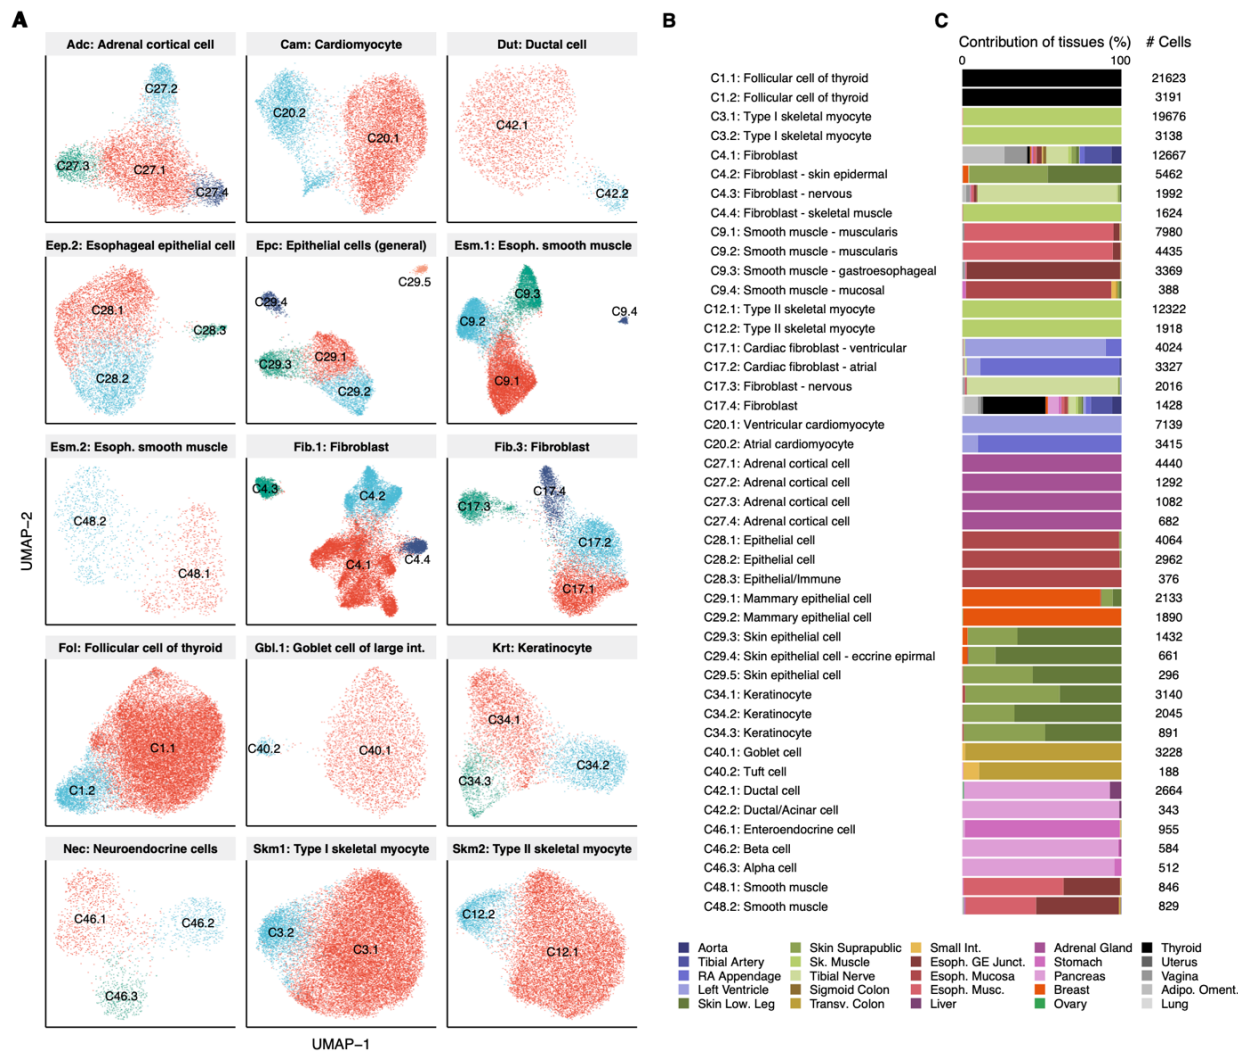 A
B
C
Adc: Adrenal cortical cell
Cam: Cardiomyocyte
Dut: Ductal cell
C27.2
C27.3
C27.1
C27.4
C20.2
C20.1
C42.1
C42.2
Eep.2: Esophageal epithelial cell
Epc: Epithelial cells (general)
Esm.1: Esoph. smooth muscle
C28.1
C28.3
C28.2
C29.5
C29.4
C29.1
C29.3
C29.2
C9.3
C9.4
C9.2
C9.1
Esm.2: Esoph. smooth muscle
Fib.1: Fibroblast
Fib.3: Fibroblast
C48.2
C48.1
C4.3
C4.2
C4.4
C4.1
C17.4
C17.3
C17.2
C17.1
Fol: Follicular cell of thyroid
Gbl.1: Goblet cell of large int.
Krt: Keratinocyte
C1.1
C1.2
C40.2
C40.1
C34.1
C34.2
C34.3
Nec: Neuroendocrine cells
Skm1: Type I skeletal myocyte
Skm2: Type II skeletal myocyte
C46.1
C46.2
C46.3
C3.2
C3.1
C12.2
C12.1
UMAP-2
UMAP-1
Contribution of tissues (%) # Cells
0 100
C1.1: Follicular cell of thyroid 21623
C1.2: Follicular cell of thyroid 3191
C3.1: Type I skeletal myocyte 19676
C3.2: Type I skeletal myocyte 3138
C4.1: Fibroblast 12667
C4.2: Fibroblast - skin epidermal 5462
C4.3: Fibroblast - nervous 1992
C4.4: Fibroblast - skeletal muscle 1624
C9.1: Smooth muscle - muscularis 7980
C9.2: Smooth muscle - muscularis 4435
C9.3: Smooth muscle - gastroesophageal 3369
C9.4: Smooth muscle - mucosal 388
C12.1: Type II skeletal myocyte 12322
C12.2: Type II skeletal myocyte 1918
C17.1: Cardiac fibroblast - ventricular 4024
C17.2: Cardiac fibroblast - atrial 3327
C17.3: Fibroblast - nervous 2016
C17.4: Fibroblast 1428
C20.1: Ventricular cardiomyocyte 7139
C20.2: Atrial cardiomyocyte 3415
C27.1: Adrenal cortical cell 4440
C27.2: Adrenal cortical cell 1292
C27.3: Adrenal cortical cell 1082
C27.4: Adrenal cortical cell 682
C28.1: Epithelial cell 4064
C28.2: Epithelial cell 2962
C28.3: Epithelial/Immune 376
C29.1: Mammary epithelial cell 2133
C29.2: Mammary epithelial cell 1890
C29.3: Skin epithelial cell 1432
C29.4: Skin epithelial cell - eccrine epirmal 661
C29.5: Skin epithelial cell 296
C34.1: Keratinocyte 3140
C34.2: Keratinocyte 2045
C34.3: Keratinocyte 891
C40.1: Goblet cell 3228
C40.2: Tuft cell 188
C42.1: Ductal cell 2664
C42.2: Ductal/Acinar cell 343
C46.1: Enteroendocrine cell 955
C46.2: Beta cell 584
C46.3: Alpha cell 512
C48.1: Smooth muscle 846
C48.2: Smooth muscle 829
Aorta Skin Suprapublic Small Int. Adrenal Gland Thyroid
Tibial Artery Sk. Muscle Esoph. GE Junct. Stomach Uterus
RA Appendage Tibial Nerve Esoph. Mucosa Pancreas Vagina
Left Ventricle Sigmoid Colon Esoph. Musc. Breast Adipo. Oment.
Skin Low. Leg Transv. Colon Liver Ovary Lung